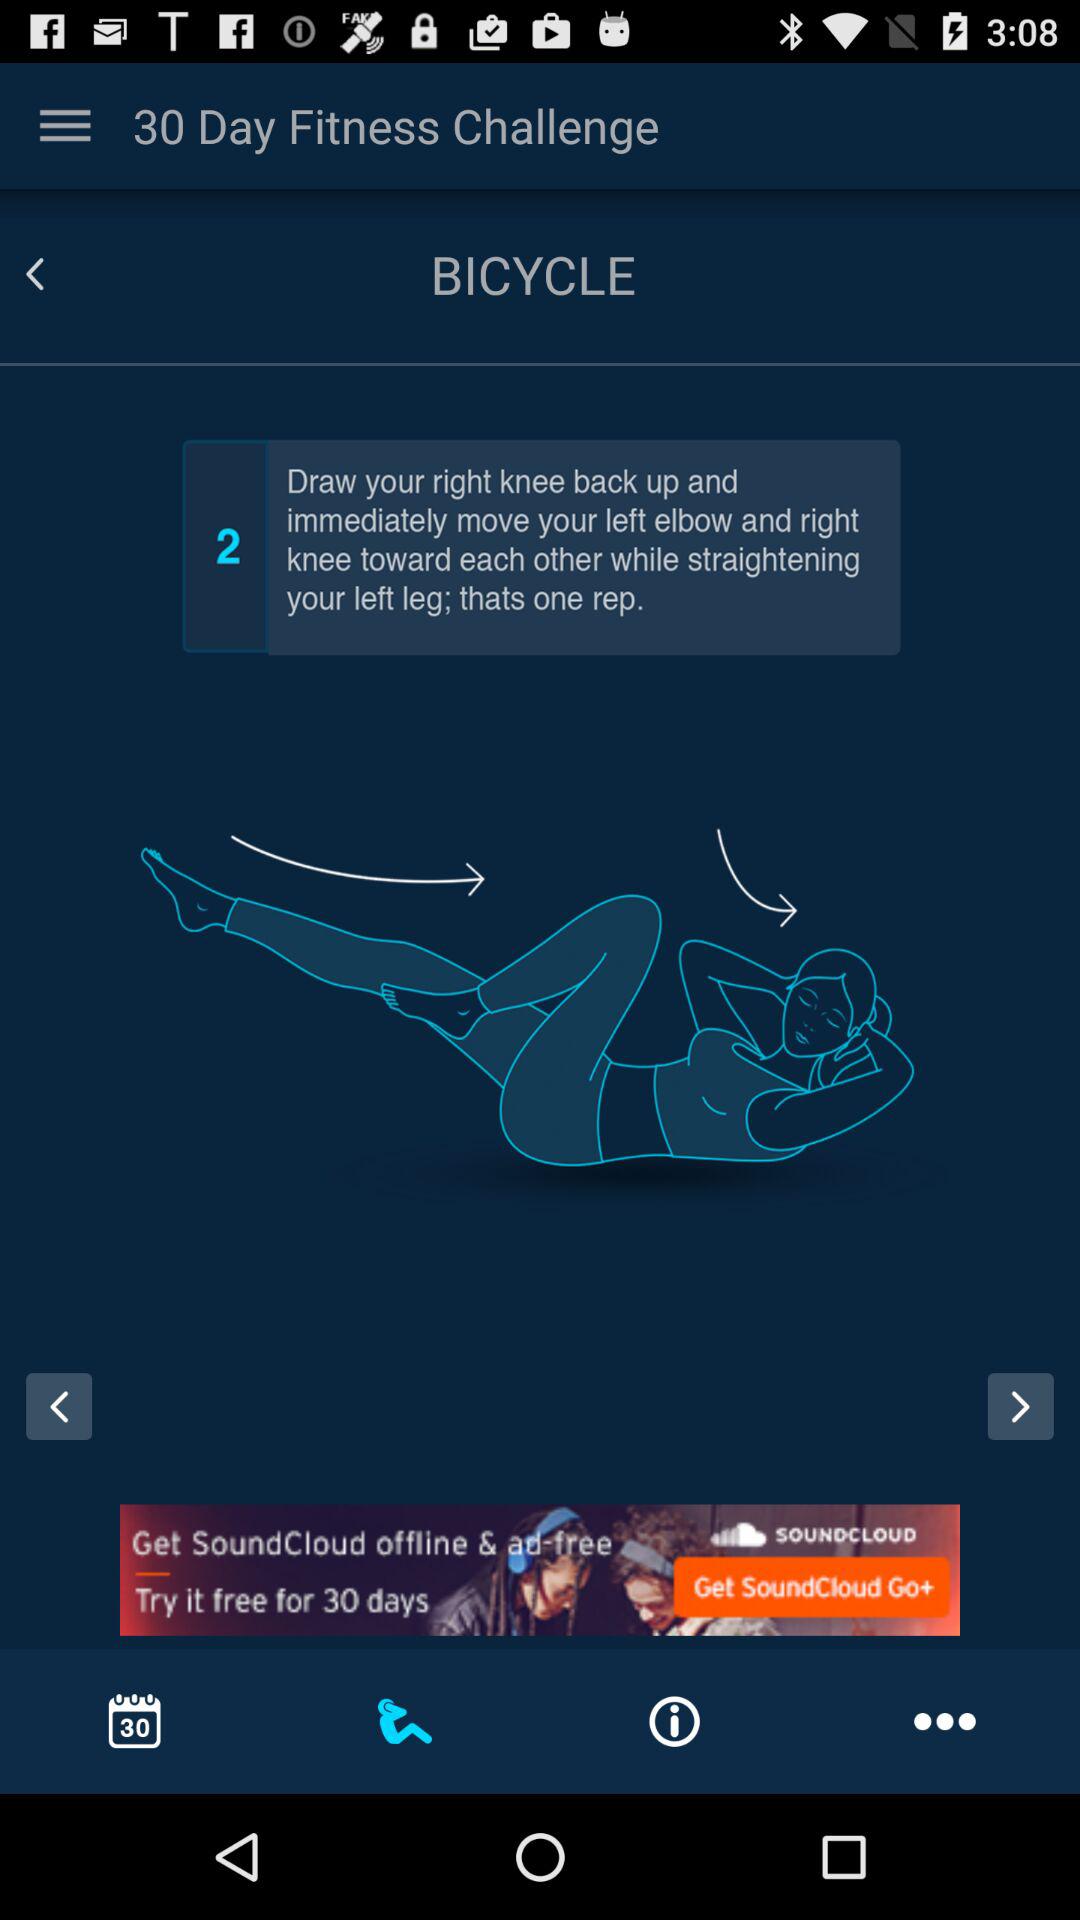 FAKE
3:08
30 Day Fitness Challenge
BICYCLE
2
Draw your right knee back up and
immediately move your left elbow and right
knee toward each other while straightening
your left leg; thats one rep.
Get SoundCloud offline & ad-free
Try it free for 30 days
SOUNDCLOUD
Get SoundCloud Go+
30